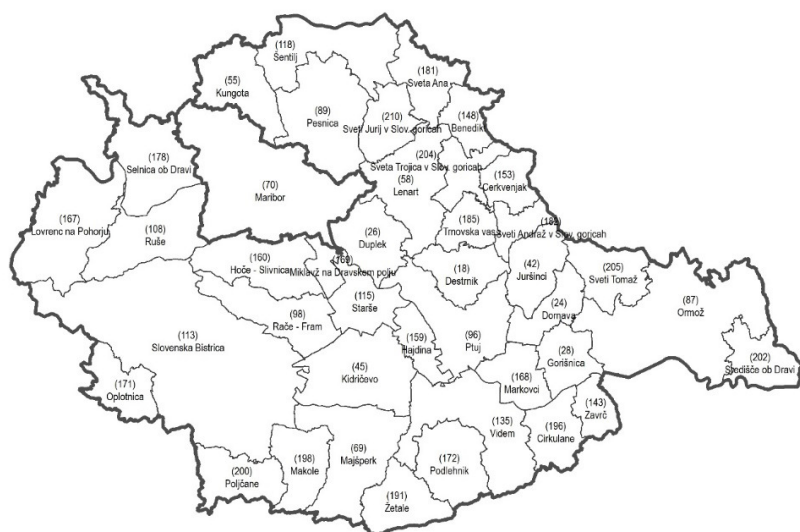 (118)
Šentilj
(55)
Kungota
(181)
Sveta Ana
(89)
Pesnica
(210)
Sveti Jurij v Slov. goricah
(148)
Benedikt
(204)
Sveta Trojica v Slov. goricah
(58)
Lenart
(153)
Cerkvenjak
(178)
Selnica ob Dravi
(70)
Maribor
(167)
Lovrenc na Pohorju
(108)
Ruše
(26)
Duplek
(185)
Trnovska vas
(182)
Sveti Andraž v Slov. goricah
(160)
Hoče - Slivnica
(169)
Miklavž na Dravskem polju
(18)
Destrnik
(42)
Juršinci
(205)
Sveti Tomaž
(87)
Ormož
(115)
Starše
(24)
Dornava
(98)
Rače - Fram
(113)
Slovenska Bistrica
(159)
Hajdina
(96)
Ptuj
(28)
Gorišnica
(202)
Središče ob Dravi
(45)
Kidričevo
(168)
Markovci
(171)
Oplotnica
(143)
Zavrč
(135)
Videm
(196)
Cirkulane
(200)
Poljčane
(198)
Makole
(69)
Majšperk
(172)
Podlehnik
(191)
Žetale